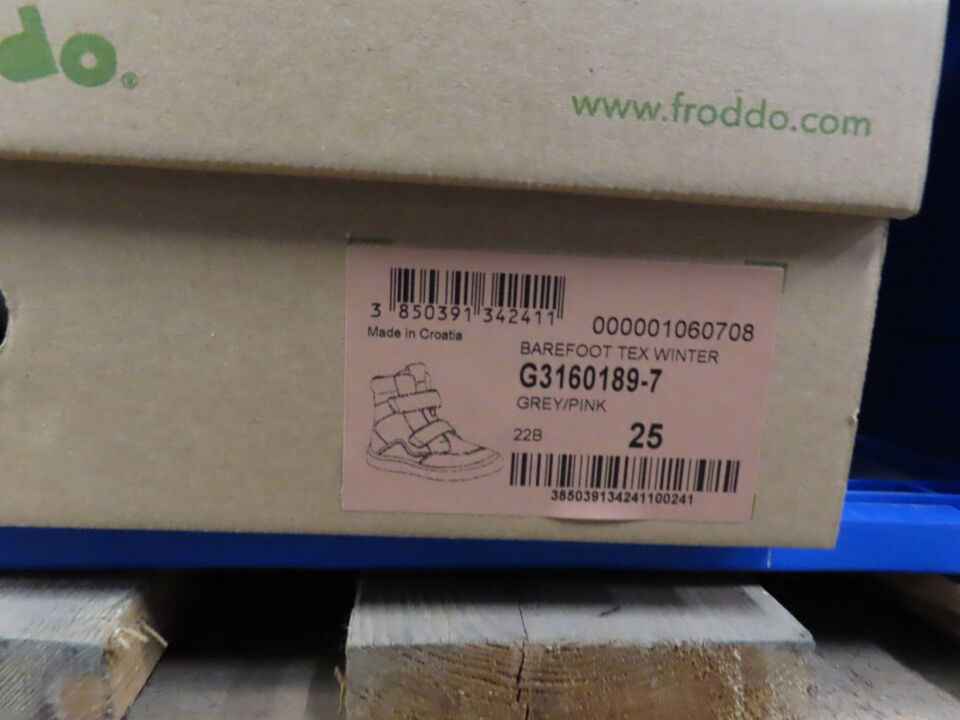 do®
www.froddo.com
3 850391 342411
000001060708
Made in Croatia
BAREFOOT TEX WINTER
G3160189-7
GREY/PINK
22B 25
385039134241100241